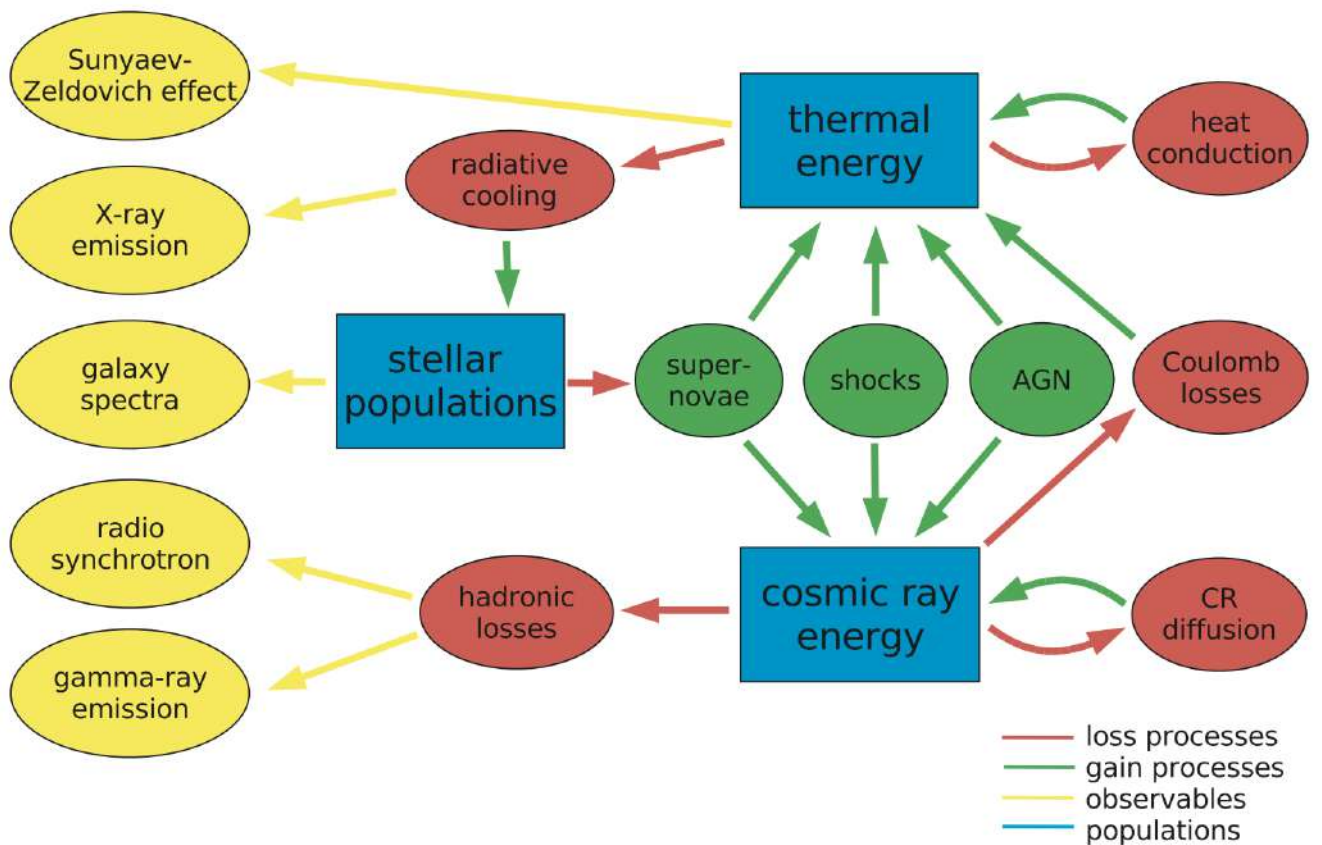 Sunyaev-
Zeldovich effect
thermal
energy
heat
conduction
radiative
cooling
X-ray
emission
stellar
populations
galaxy
spectra
super-
novae
shocks
AGN
Coulomb
losses
radio
synchrotron
hadronic
losses
cosmic ray
energy
CR
diffusion
gamma-ray
emission
loss processes
gain processes
observables
populations